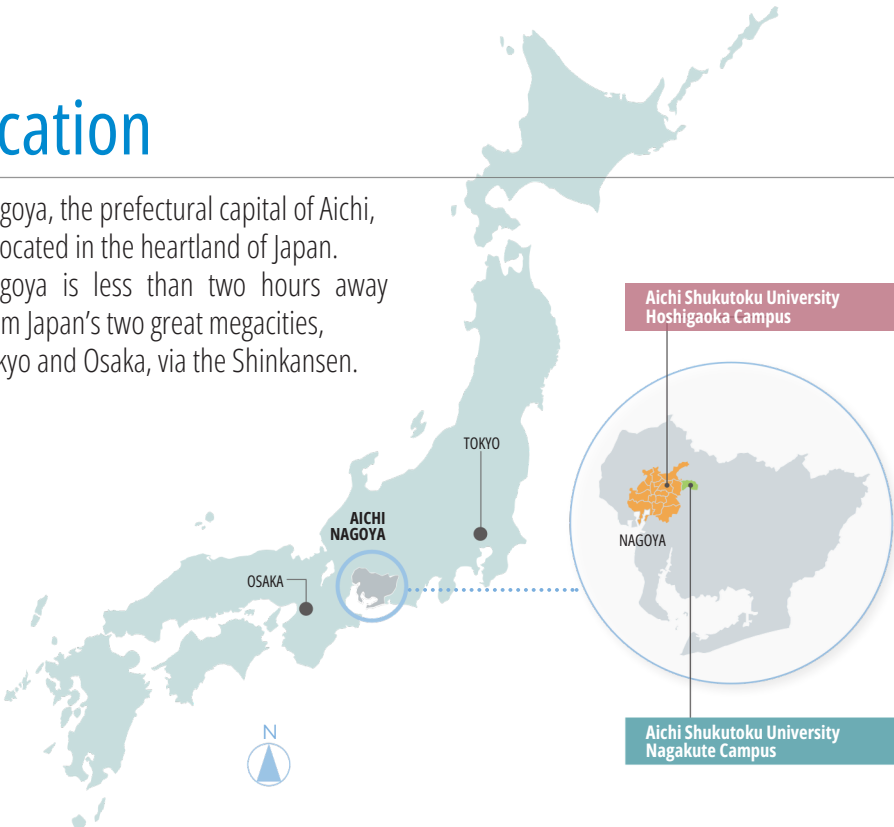 cation
goya, the prefectural capital of Aichi,
ocated in the heartland of Japan.
goya is less than two hours away
m Japan's two great megacities,
kyo and Osaka, via the Shinkansen.
Aichi Shukutoku University
Hoshigaoka Campus
TOKYO
AICHI
NAGOYA
NAGOYA
OSAKA
Aichi Shukutoku University
Nagakute Campus
N